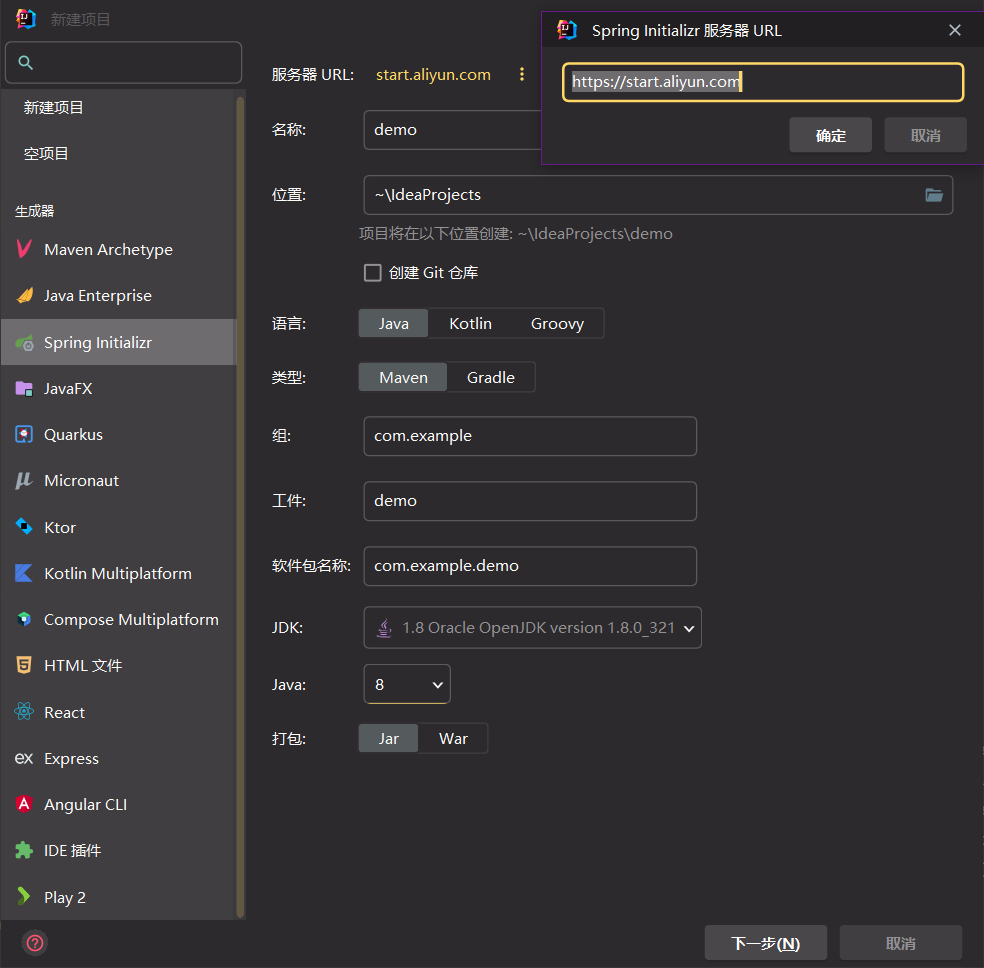 新建项目
Spring Initializr 服务器 URL
https://start.aliyun.com
确定
取消
服务器 URL:
start.aliyun.com
新建项目
空项目
生成器
Maven Archetype
Java Enterprise
Spring Initializr
JavaFX
Quarkus
Micronaut
Ktor
Kotlin Multiplatform
Compose Multiplatform
HTML 文件
React
ex Express
Angular CLI
IDE 插件
Play 2
名称:
demo
位置:
~\IdeaProjects
项目将在以下位置创建: ~\IdeaProjects\demo
创建 Git 仓库
语言:
Java Kotlin Groovy
类型:
Maven Gradle
组:
com.example
工件:
demo
软件包名称:
com.example.demo
JDK:
1.8 Oracle OpenJDK version 1.8.0_321
Java:
8
打包:
Jar War
下一步(N)
取消